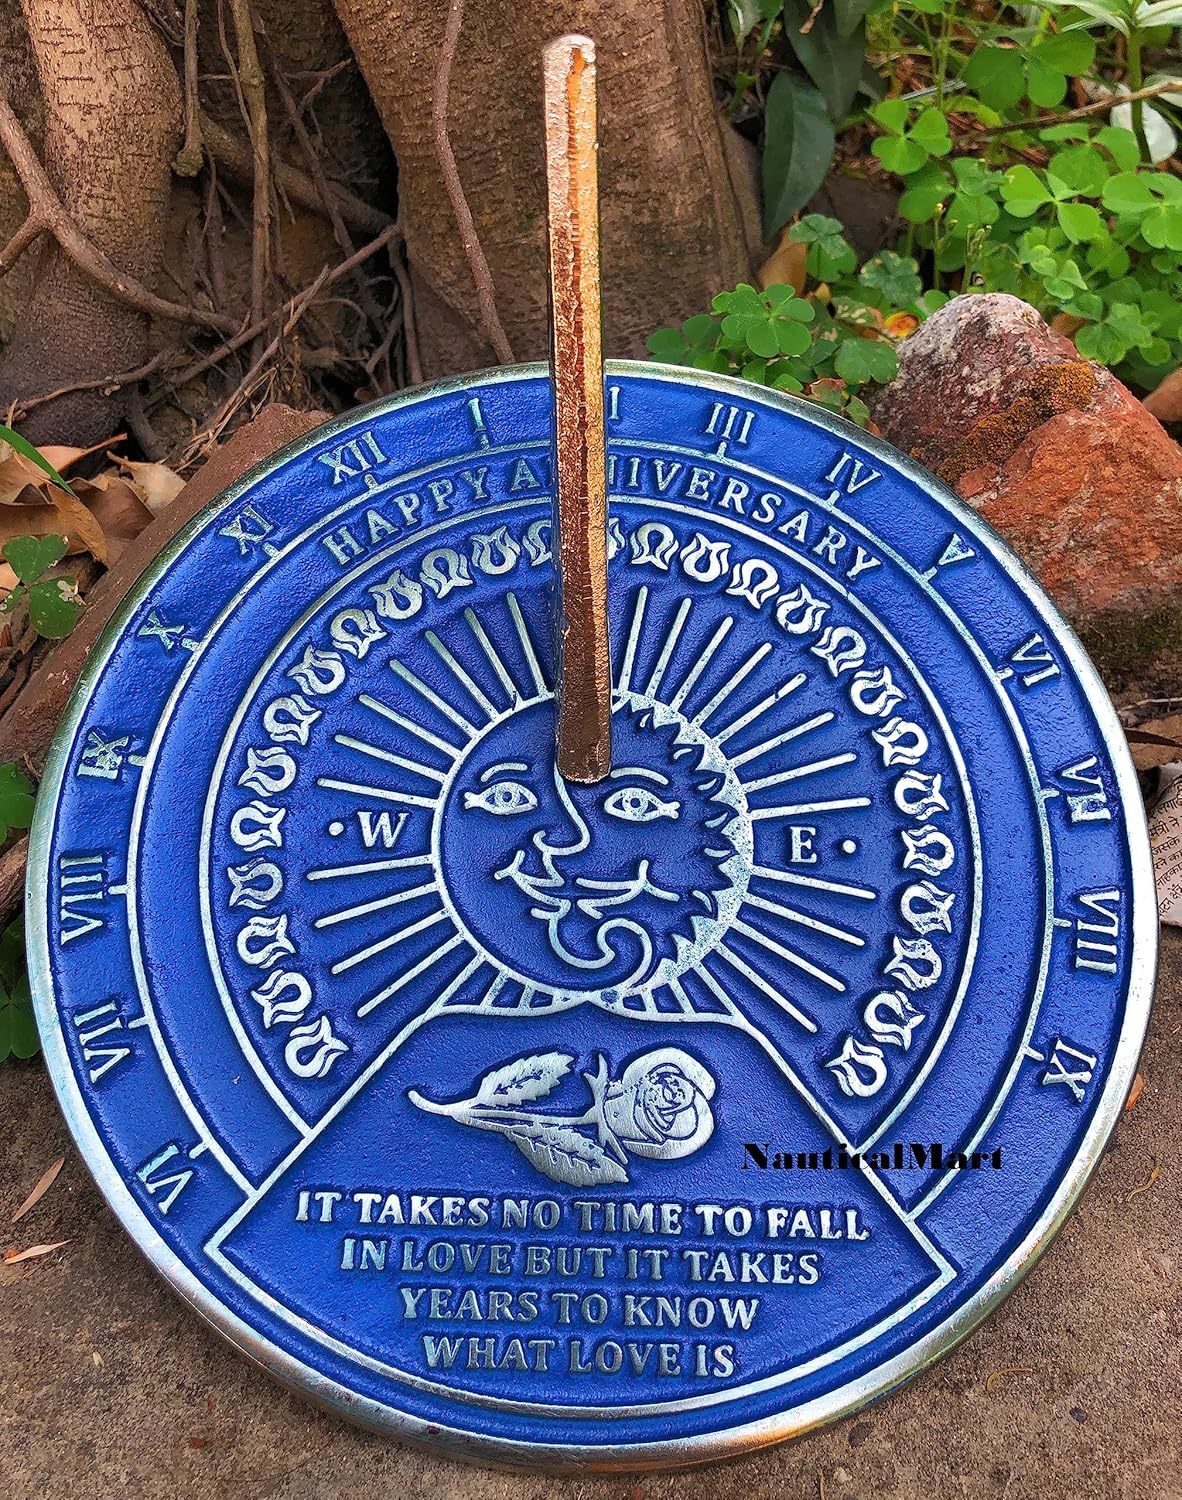 VI VII VIII IX X XI XII I I III IV V VI VII VIII IX
HAPPY A NIVERSARY
W E
NauticalMart
IT TAKES NO TIME TO FALL
IN LOVE BUT IT TAKES
YEARS TO KNOW
WHAT LOVE IS